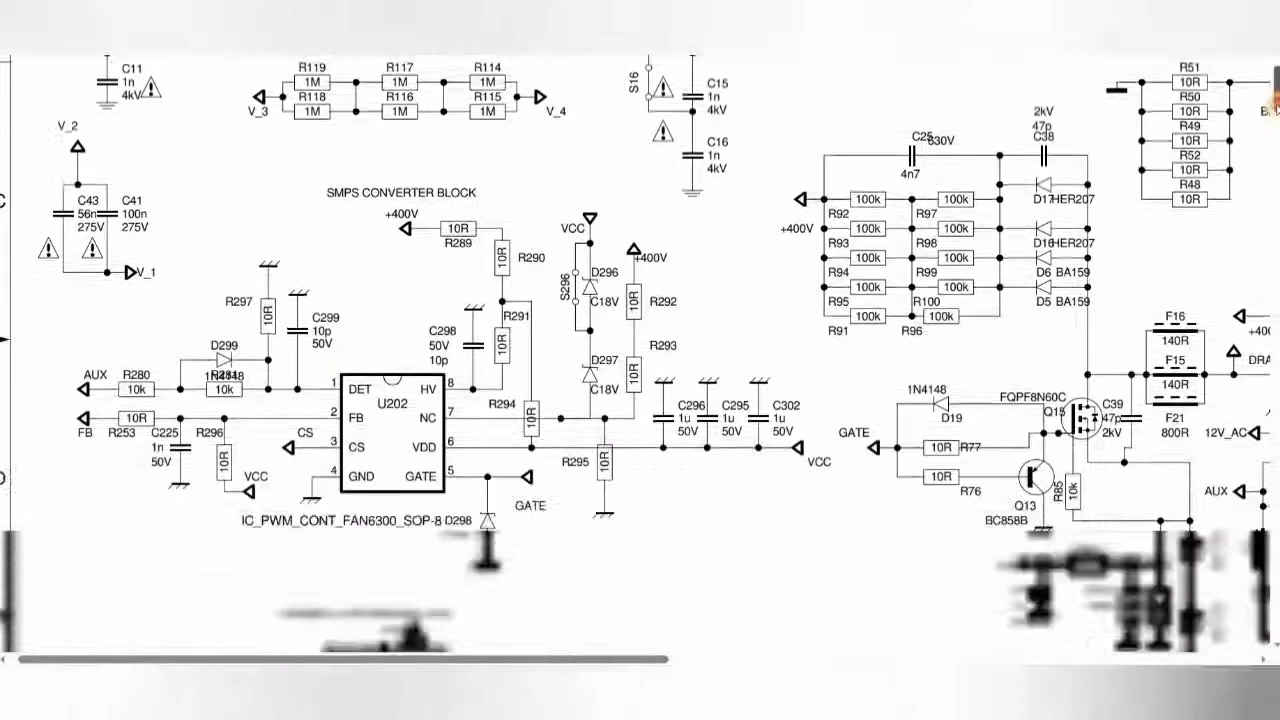 C11
1n
4kV
R119
1M
R117
1M
R114
1M
R118
1M
R116
1M
R115
1M
V_3
V_4
S16
C15
1n
4kV
C16
1n
4kV
R51
10R
R50
10R
R49
10R
R52
10R
R48
10R
V_2
C43
56n
275V
C41
100n
275V
V_1
SMPS CONVERTER BLOCK
+400V
10R
R289
10R
R290
R291
10R
VCC
S296
D296
C18V
D297
C18V
+400V
10R
R292
R293
10R
C25
630V
4n7
2kV
47p
C38
+400V
100k
R92
100k
R97
100k
R93
100k
R98
100k
R94
100k
R99
100k
R95
100k
R100
100k
R91
100k
R96
D17
HER207
D16
HER207
D6
BA159
D5
BA159
R297
10R
C299
10p
50V
C298
50V
10p
D299
1N4148
AUX
R280
10k
R281
10k
FB
10R
R253
C225
1n
50V
R296
10R
VCC
CS
1
2
3
4
DET
FB
CS
GND
U202
HV
NC
VDD
GATE
8
7
6
5
IC_PWM_CONT_FAN6300_SOP-8
D298
GATE
R294
10R
R295
10R
C296
1u
50V
C295
1u
50V
C302
1u
50V
VCC
GATE
1N4148
D19
10R
R77
10R
R76
FQPF8N60C
Q15
Q13
BC858B
R85
10k
C39
47p
2kV
F16
140R
F15
140R
F21
800R
12V_AC
AUX